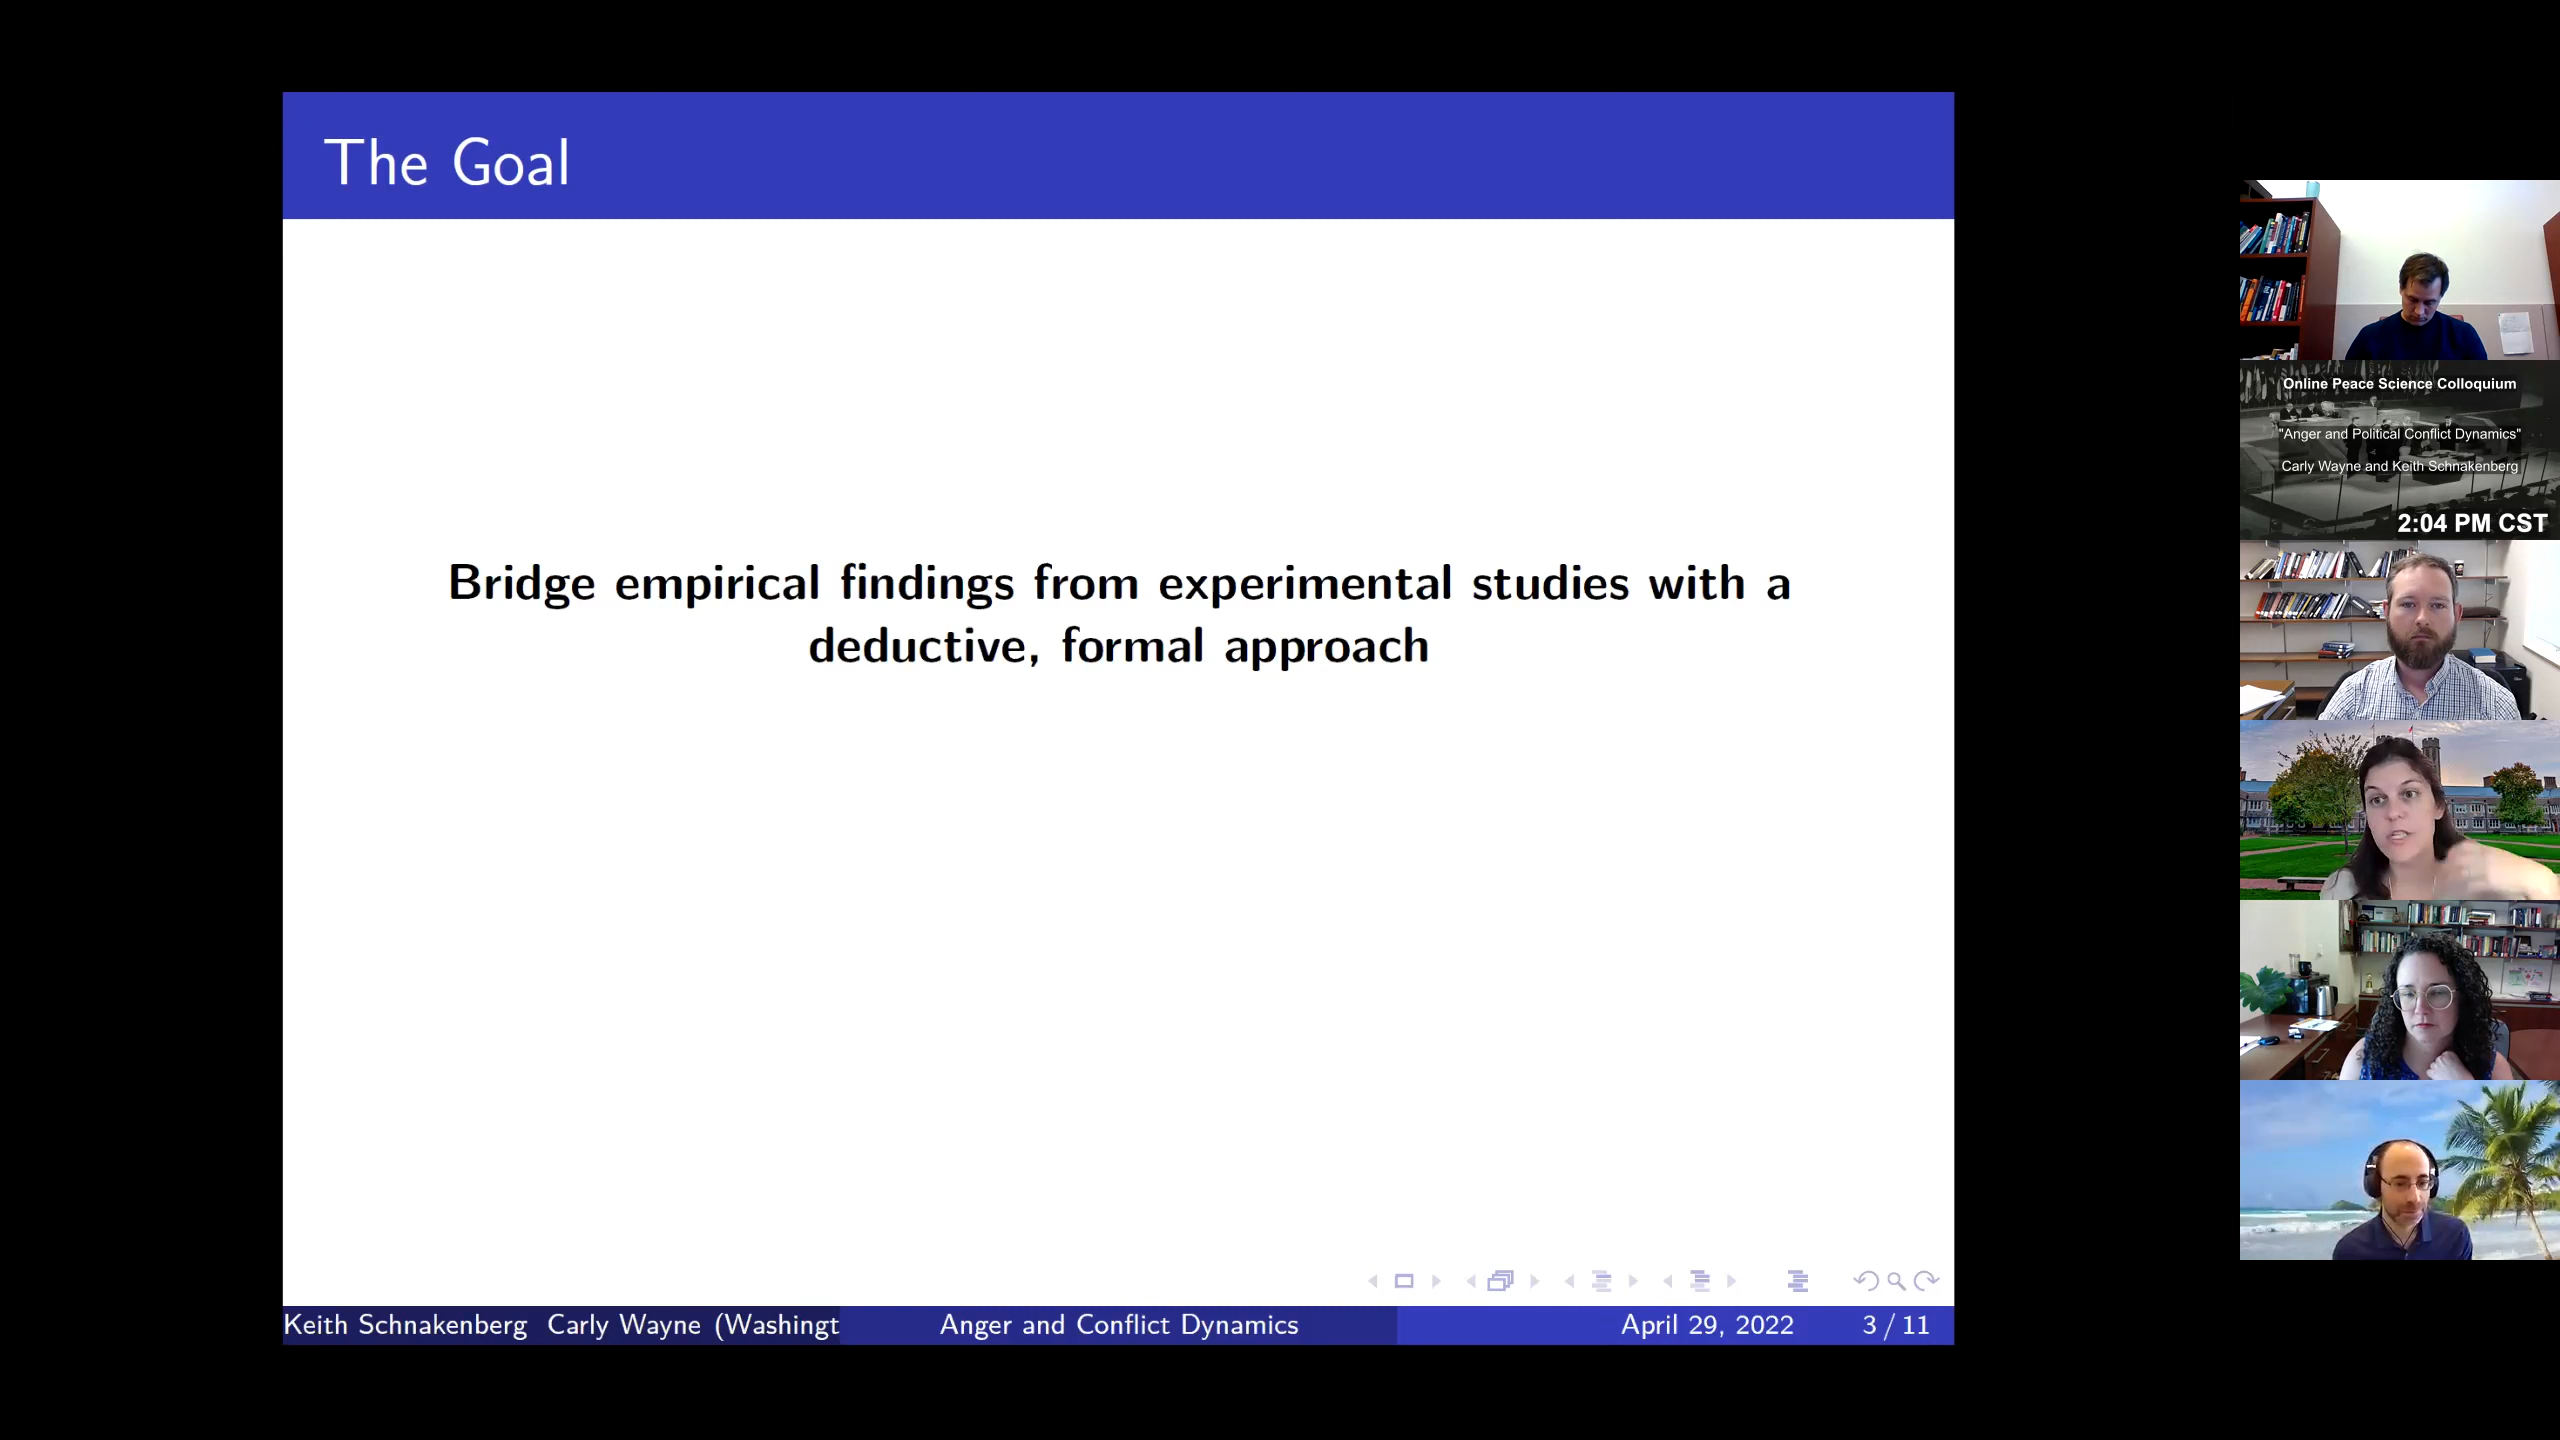 The Goal
Bridge empirical findings from experimental studies with a
deductive, formal approach
Keith Schnakenberg Carly Wayne (Washingt
Anger and Conflict Dynamics
April 29, 2022
3 / 11
Online Peace Science Colloquium
"Anger and Political Conflict Dynamics"
Carly Wayne and Keith Schnakenberg
2:04 PM CST